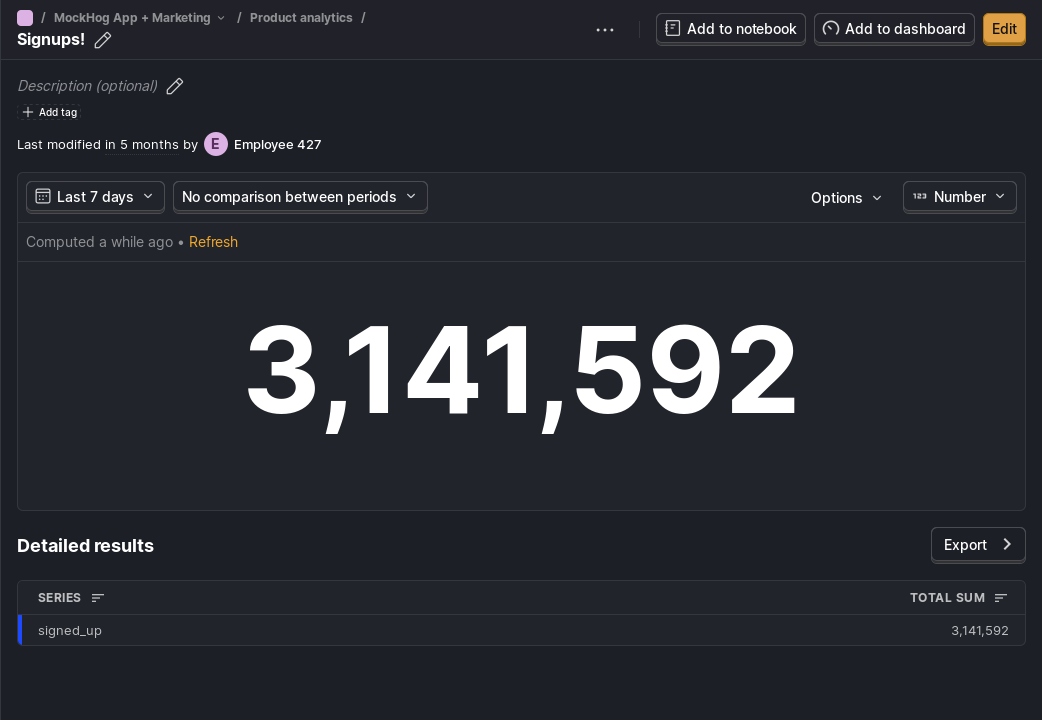 / MockHog App + Marketing / Product analytics /
Signups!
Add to notebook
Add to dashboard
Edit
Description (optional)
Add tag
Last modified in 5 months by E Employee 427
Last 7 days
No comparison between periods
Options
123 Number
Computed a while ago • Refresh
3,141,592
Detailed results
Export
SERIES
TOTAL SUM
signed_up
3,141,592